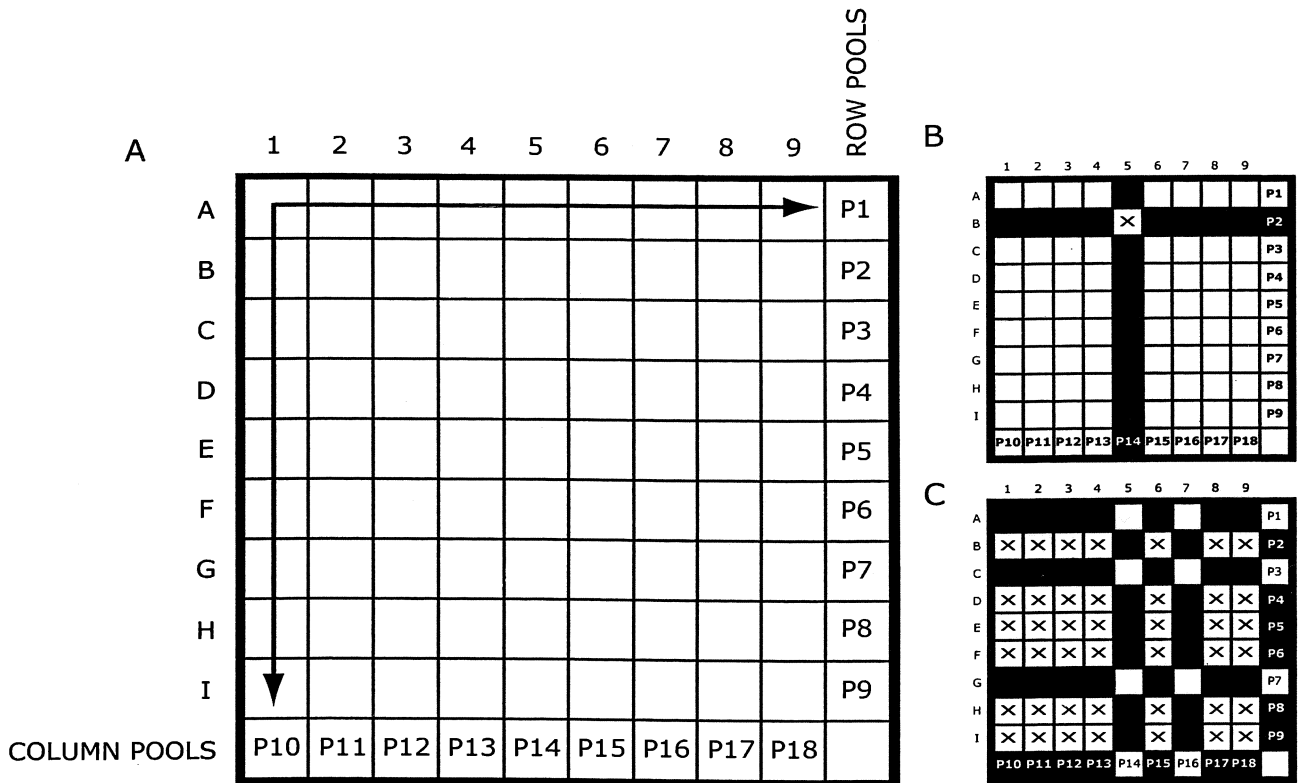 ROW POOLS
A
1 2 3 4 5 6 7 8 9
A P1
B P2
C P3
D P4
E P5
F P6
G P7
H P8
I P9
COLUMN POOLS P10 P11 P12 P13 P14 P15 P16 P17 P18
B
1 2 3 4 5 6 7 8 9
A P1
B X P2
C P3
D P4
E P5
F P6
G P7
H P8
I P9
P10 P11 P12 P13 P14 P15 P16 P17 P18
C
1 2 3 4 5 6 7 8 9
A P1
B X X X X X X X P2
C P3
D X X X X X X X P4
E X X X X X X X P5
F X X X X X X X P6
G P7
H X X X X X X X P8
I X X X X X X X P9
P10 P11 P12 P13 P14 P15 P16 P17 P18